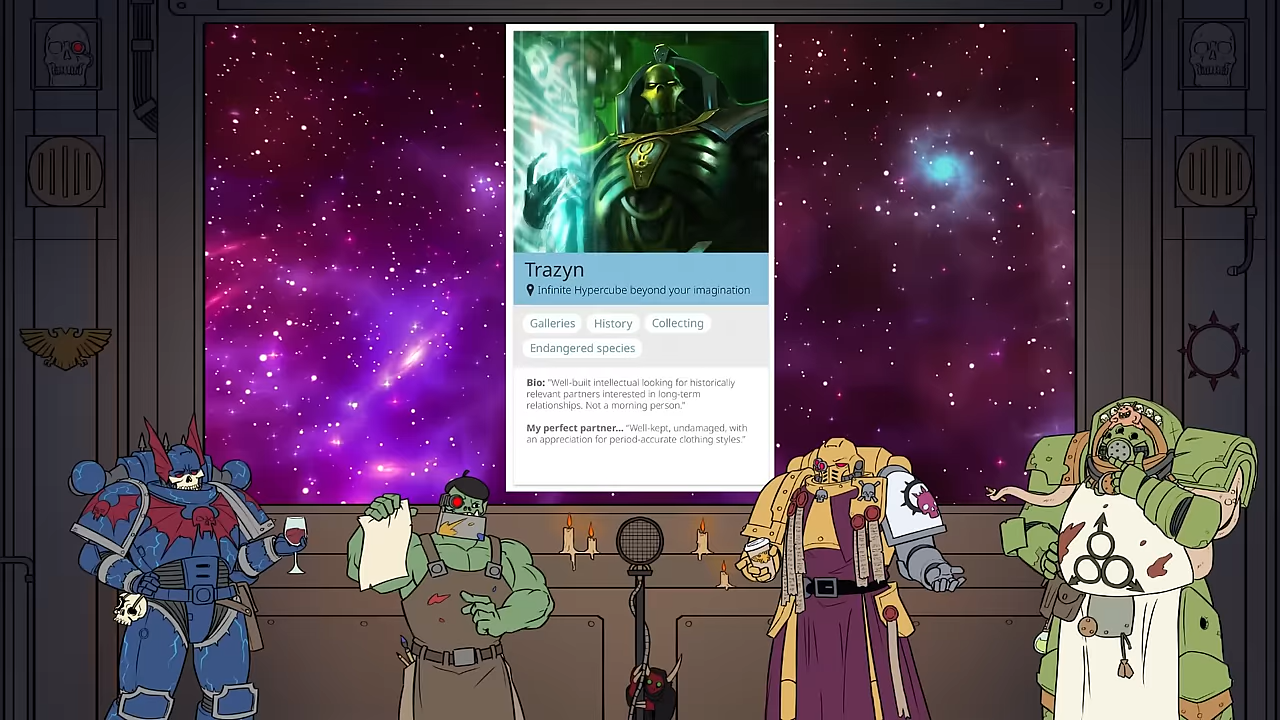 Trazyn
Infinite Hypercube beyond your imagination
Galleries History Collecting
Endangered species
Bio: "Well-built intellectual looking for historically
relevant partners interested in long-term
relationships. Not a morning person."
My perfect partner... "Well-kept, undamaged, with
an appreciation for period-accurate clothing styles."